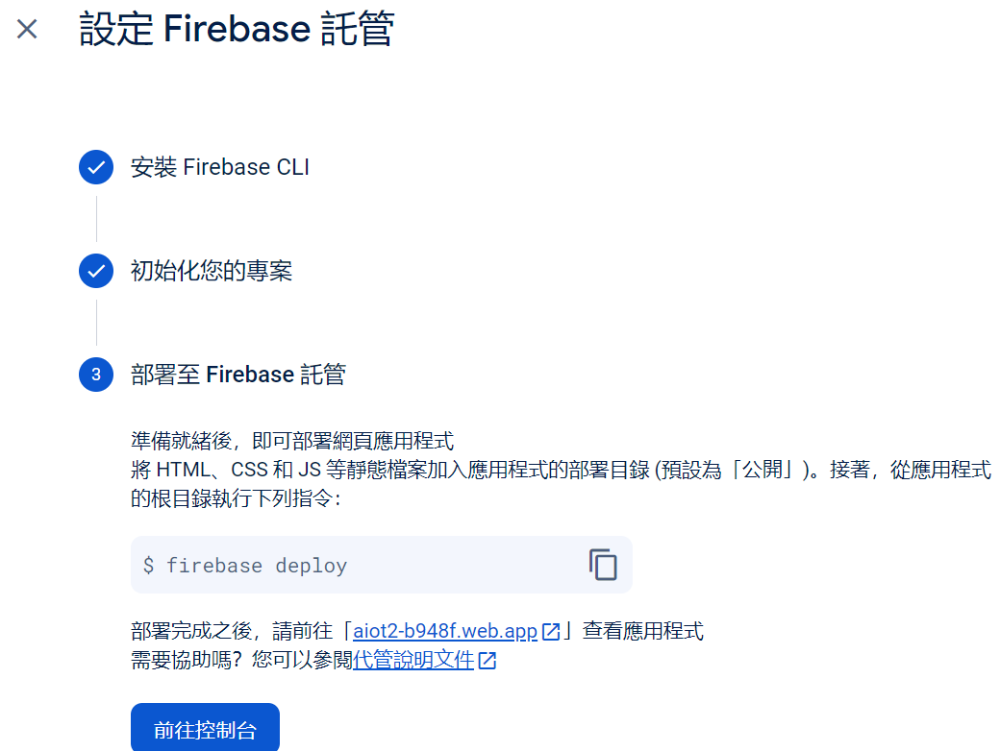 設定 Firebase 託管
安裝 Firebase CLI
初始化您的專案
3 部署至 Firebase 託管
準備就緒後，即可部署網頁應用程式
將 HTML、CSS 和 JS 等靜態檔案加入應用程式的部署目錄 (預設為「公開」)。接著，從應用程式
的根目錄執行下列指令：
$ firebase deploy
部署完成之後，請前往「aiot2-b948f.web.app」查看應用程式
需要協助嗎？您可以參閱代管說明文件
前往控制台